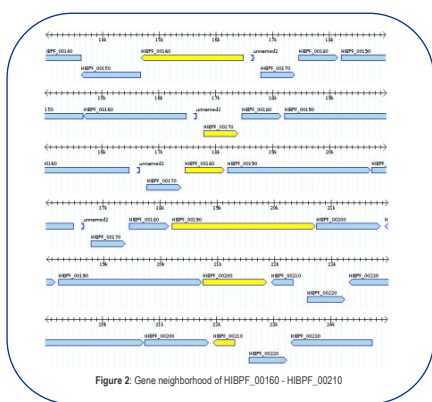 14k 15k 16k 17k 18k
HIBPF_00140 HIBPF_00160 unnamed2 HIBPF_00180 HIBPF_00190
HIBPF_00150 HIBPF_00170
15k 16k 17k 18k 19k
150 HIBPF_00160 unnamed2 HIBPF_00180 HIBPF_00190
HIBPF_00170
16k 17k 18k 19k 20k
00160 unnamed2 HIBPF_00180 HIBPF_00190
HIBPF_00170
17k 18k 19k 20k 21k
unnamed2 HIBPF_00180 HIBPF_00190 HIBPF_00200
HIBPF_00170
19k 20k 21k 22k 23k
HIBPF_00190 HIBPF_00200 HIBPF_00210 HIBPF_00220
HIBPF_00220
20k 21k 22k 23k 24k
HIBPF_00200 HIBPF_00210 HIBPF_00220
HIBPF_00220
Figure 2: Gene neighborhood of HIBPF_00160 - HIBPF_00210